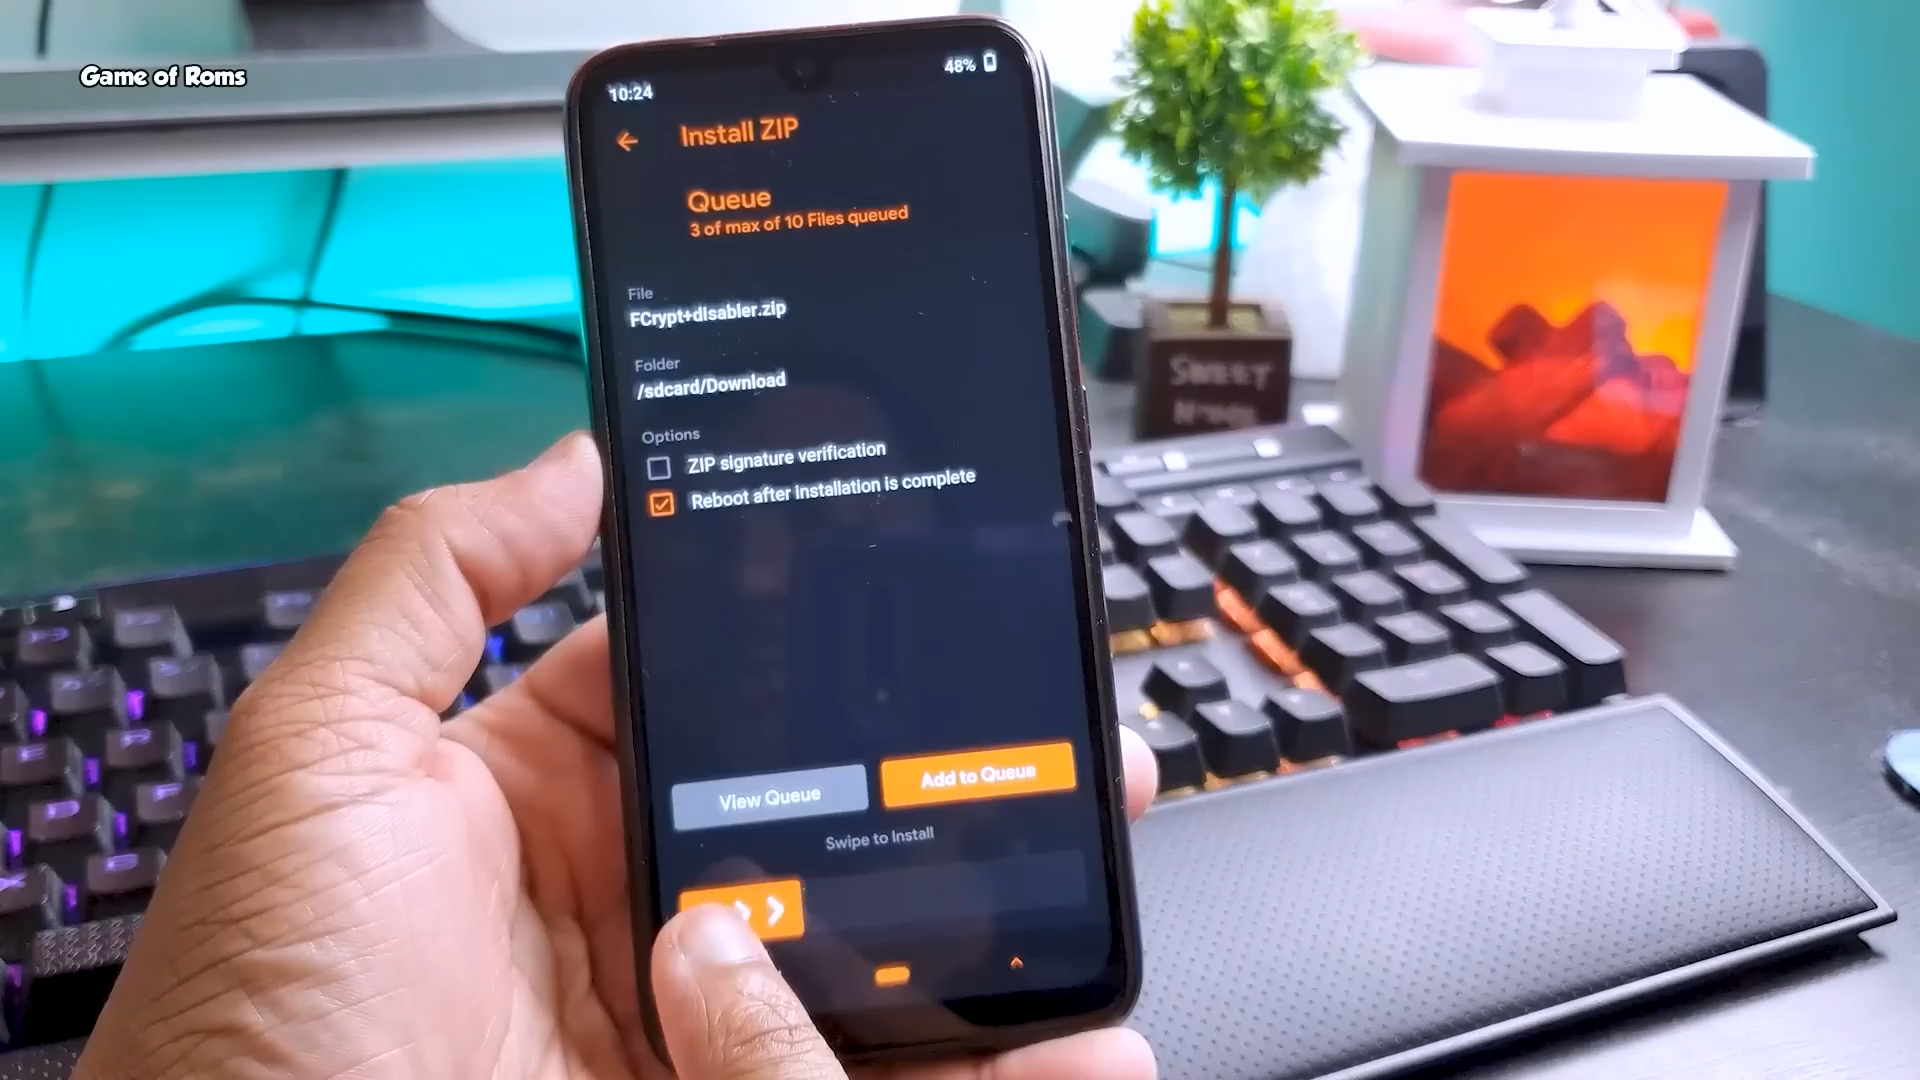 Game of Roms
10:24
48%
Install ZIP
Queue
3 of max of 10 Files queued
File
FCrypt+disabler.zip
Folder
/sdcard/Download
Options
ZIP signature verification
Reboot after installation is complete
View Queue
Add to Queue
Swipe to Install
SWEET